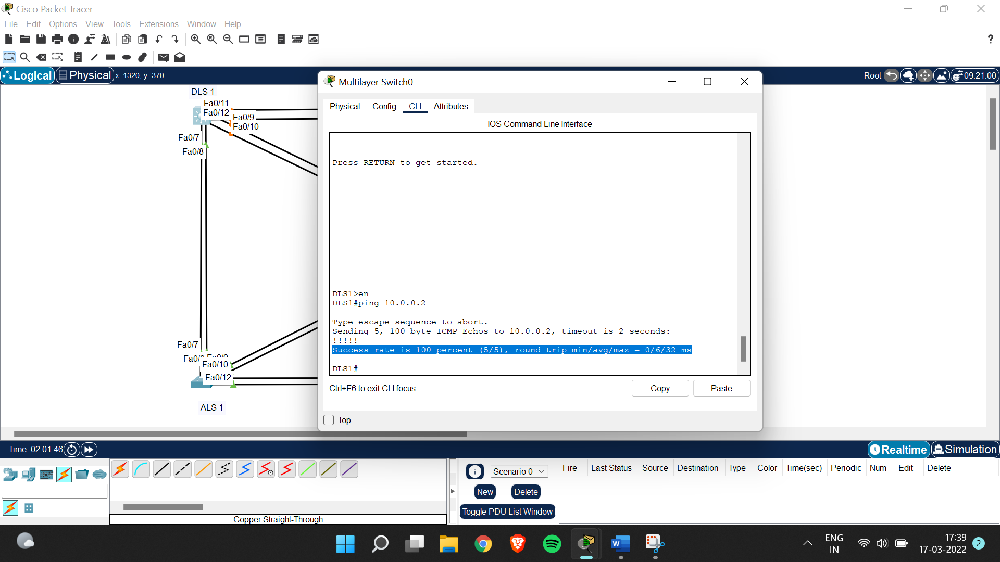 Cisco Packet Tracer
File Edit Options View Tools Extensions Window Help
?
Logical Physical x: 1320, y: 370
Root 09:21:00
DLS 1
Fa0/11
Fa0/12
Fa0/9
Fa0/10
Fa0/7
Fa0/8
Fa0/7
Fa0/10
Fa0/12
ALS 1
Multilayer Switch0
Physical Config CLI Attributes
IOS Command Line Interface
Press RETURN to get started.
DLS1>en
DLS1#ping 10.0.0.2
Type escape sequence to abort.
Sending 5, 100-byte ICMP Echos to 10.0.0.2, timeout is 2 seconds:
!!!!!
Success rate is 100 percent (5/5), round-trip min/avg/max = 0/6/32 ms
DLS1#
Ctrl+F6 to exit CLI focus
Copy Paste
Top
Time: 02:01:46
Realtime Simulation
Scenario 0
New Delete
Toggle PDU List Window
Fire Last Status Source Destination Type Color Time(sec) Periodic Num Edit Delete
Copper Straight-Through
ENG
IN
17:39
17-03-2022
2